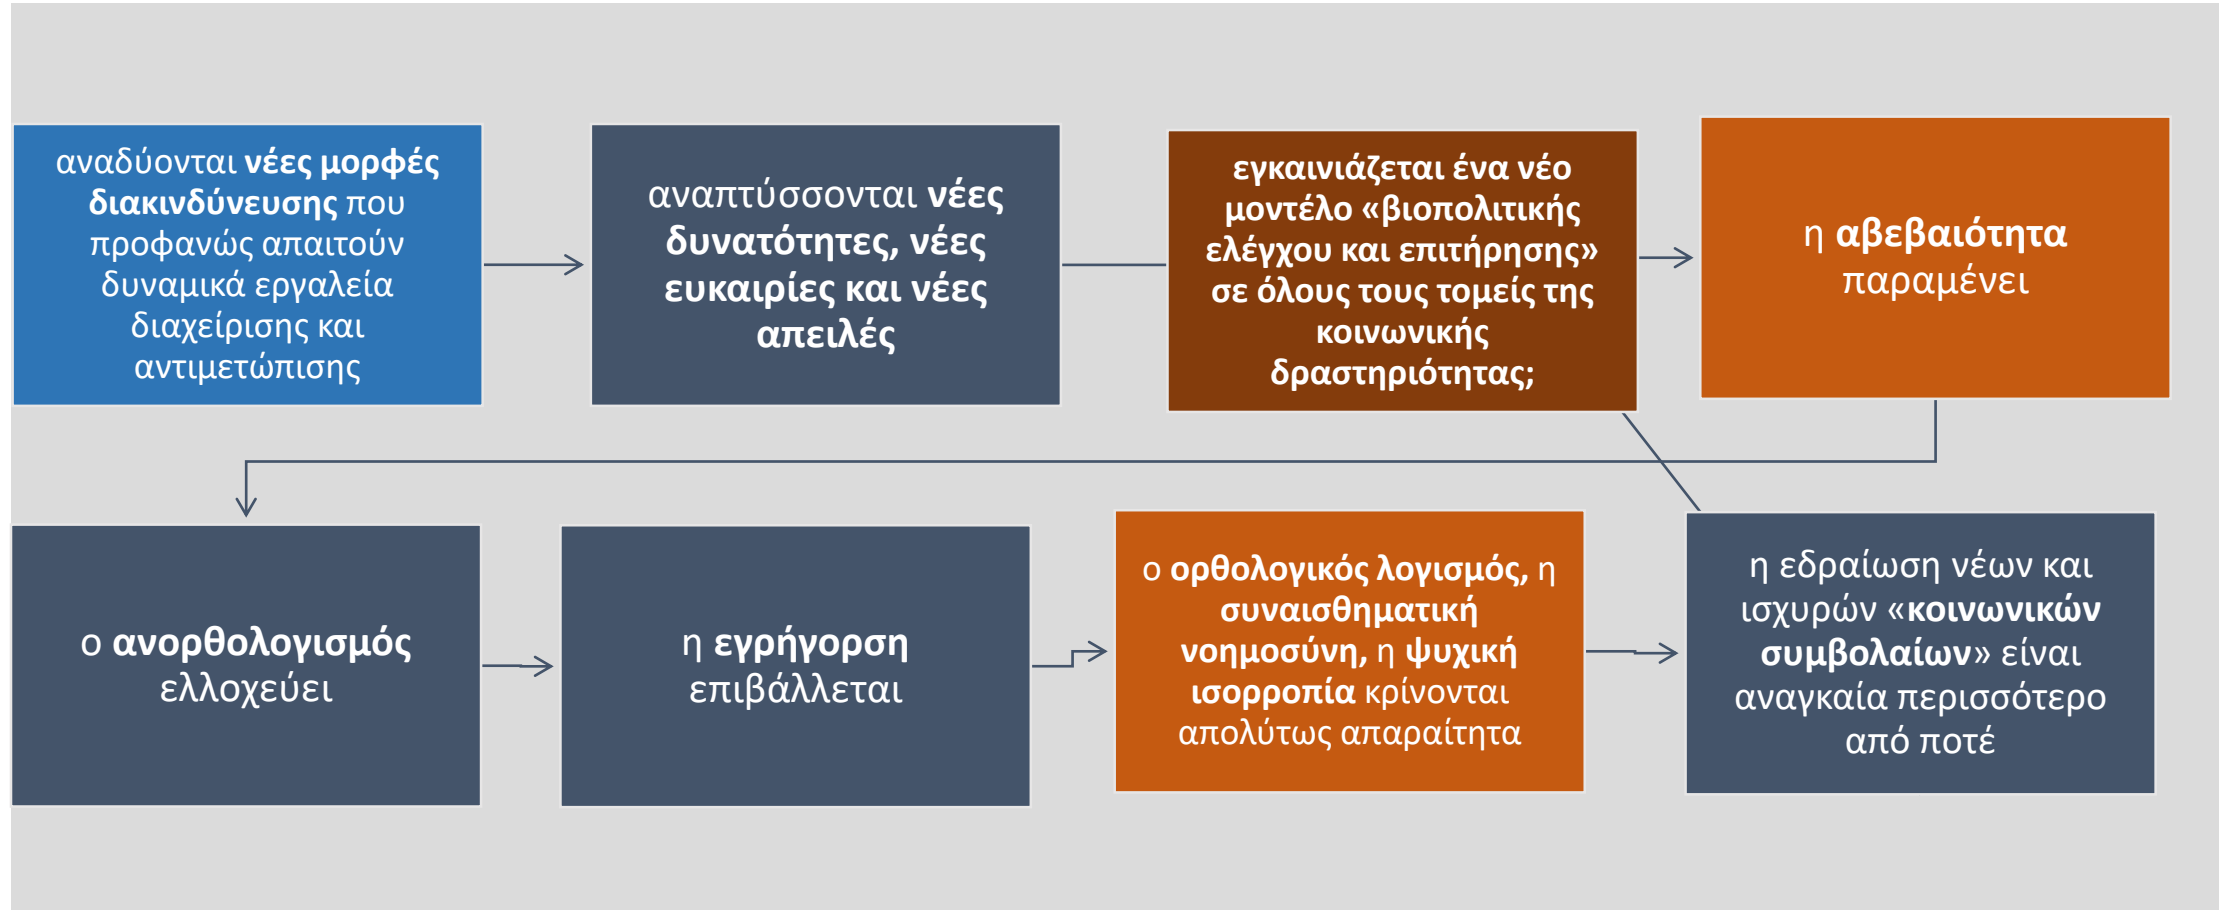 αναδύονται νέες μορφές
διακινδύνευσης που
προφανώς απαιτούν
δυναμικά εργαλεία
διαχείρισης και
αντιμετώπισης
αναπτύσσονται νέες
δυνατότητες, νέες
ευκαιρίες και νέες
απειλές
εγκαινιάζεται ένα νέο
μοντέλο «βιοπολιτικής
ελέγχου και επιτήρησης»
σε όλους τους τομείς της
κοινωνικής
δραστηριότητας;
η αβεβαιότητα
παραμένει
ο ανορθολογισμός
ελλοχεύει
η εγρήγορση
επιβάλλεται
ο ορθολογικός λογισμός, η
συναισθηματική
νοημοσύνη, η ψυχική
ισορροπία κρίνονται
απολύτως απαραίτητα
η εδραίωση νέων και
ισχυρών «κοινωνικών
συμβολαίων» είναι
αναγκαία περισσότερο
από ποτέ